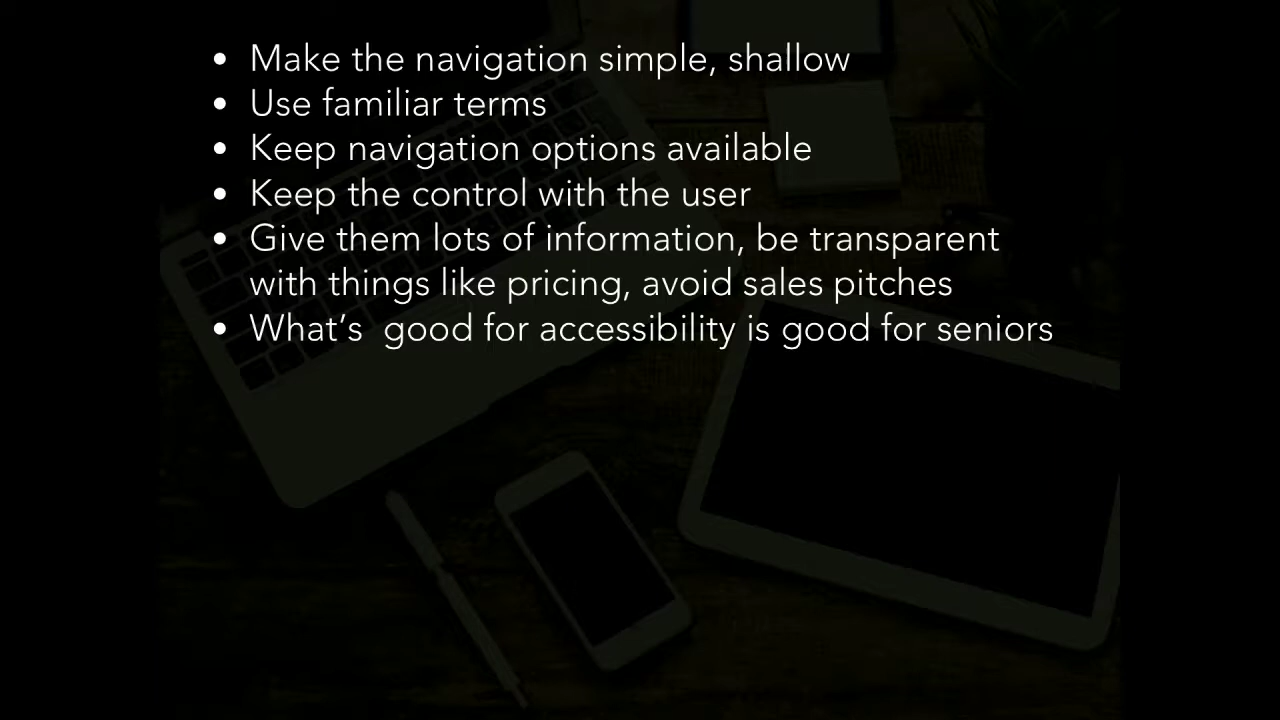 • Make the navigation simple, shallow
• Use familiar terms
• Keep navigation options available
• Keep the control with the user
• Give them lots of information, be transparent
with things like pricing, avoid sales pitches
• What’s  good for accessibility is good for seniors